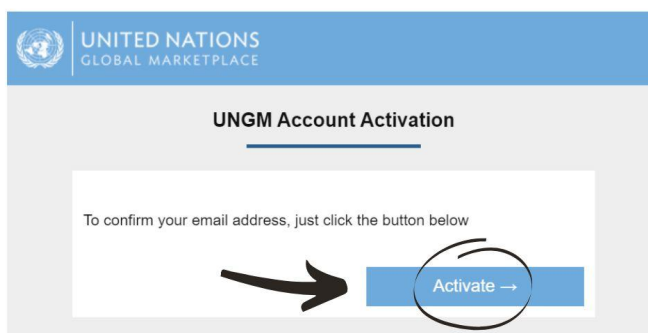 UNITED NATIONS
GLOBAL MARKETPLACE
UNGM Account Activation
To confirm your email address, just click the button below
Activate →